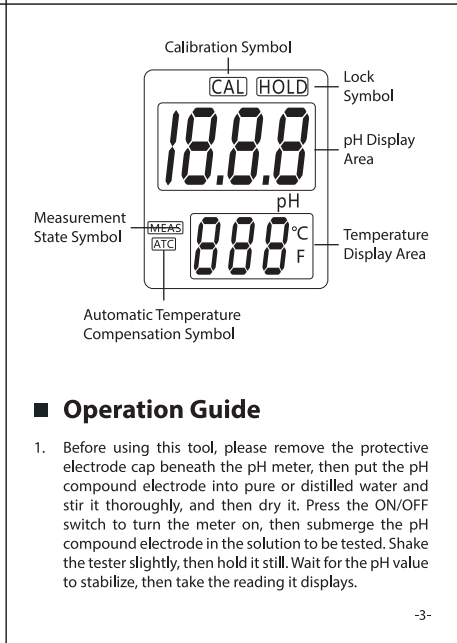 Calibration Symbol
CAL HOLD
Lock
Symbol
18.8.8
pH Display
Area
pH
Measurement
State Symbol
MEAS
ATC
888 °C
F
Temperature
Display Area
Automatic Temperature
Compensation Symbol
■ Operation Guide
1. Before using this tool, please remove the protective
electrode cap beneath the pH meter, then put the pH
compound electrode into pure or distilled water and
stir it thoroughly, and then dry it. Press the ON/OFF
switch to turn the meter on, then submerge the pH
compound electrode in the solution to be tested. Shake
the tester slightly, then hold it still. Wait for the pH value
to stabilize, then take the reading it displays.
-3-